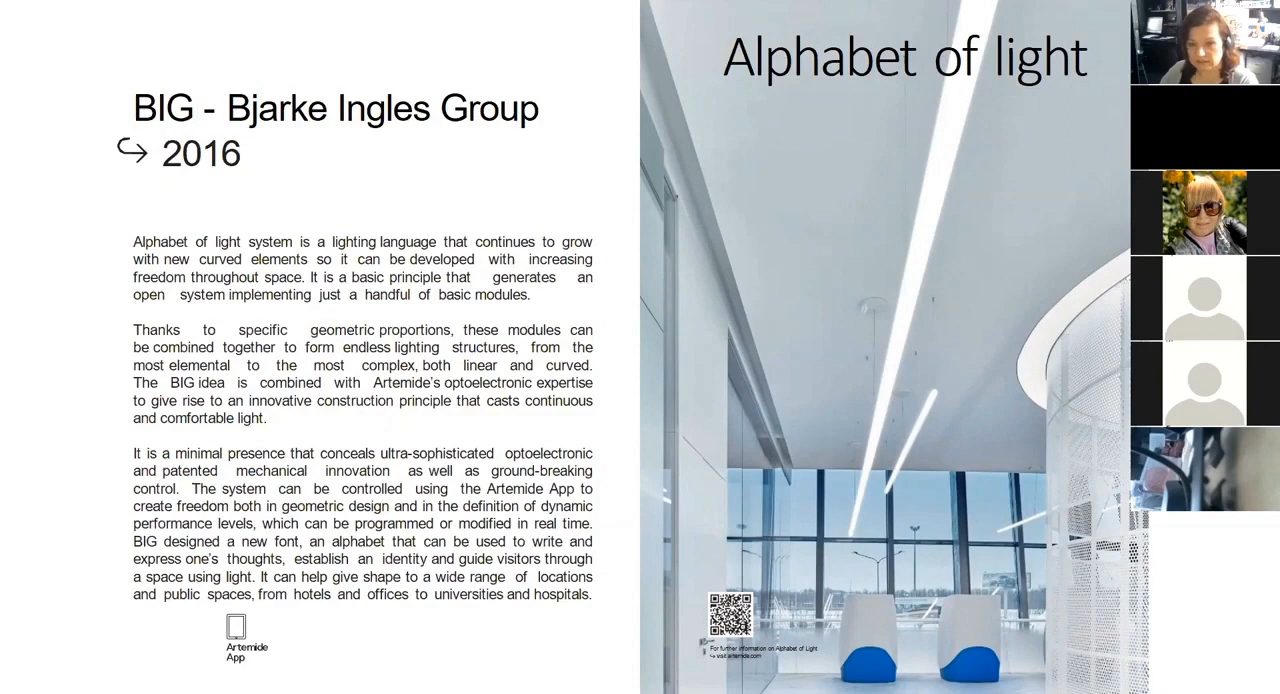 BIG - Bjarke Ingles Group
↪ 2016
Alphabet of light system is a lighting language that continues to grow
with new curved elements so it can be developed with increasing
freedom throughout space. It is a basic principle that generates an
open system implementing just a handful of basic modules.
Thanks to specific geometric proportions, these modules can
be combined together to form endless lighting structures, from the
most elemental to the most complex, both linear and curved.
The BIG idea is combined with Artemide's optoelectronic expertise
to give rise to an innovative construction principle that casts continuous
and comfortable light.
It is a minimal presence that conceals ultra-sophisticated optoelectronic
and patented mechanical innovation as well as ground-breaking
control. The system can be controlled using the Artemide App to
create freedom both in geometric design and in the definition of dynamic
performance levels, which can be programmed or modified in real time.
BIG designed a new font, an alphabet that can be used to write and
express one's thoughts, establish an identity and guide visitors through
a space using light. It can help give shape to a wide range of locations
and public spaces, from hotels and offices to universities and hospitals.
Artemide
App
Alphabet of light
For further information on Alphabet of Light
↪ visit artemide.com